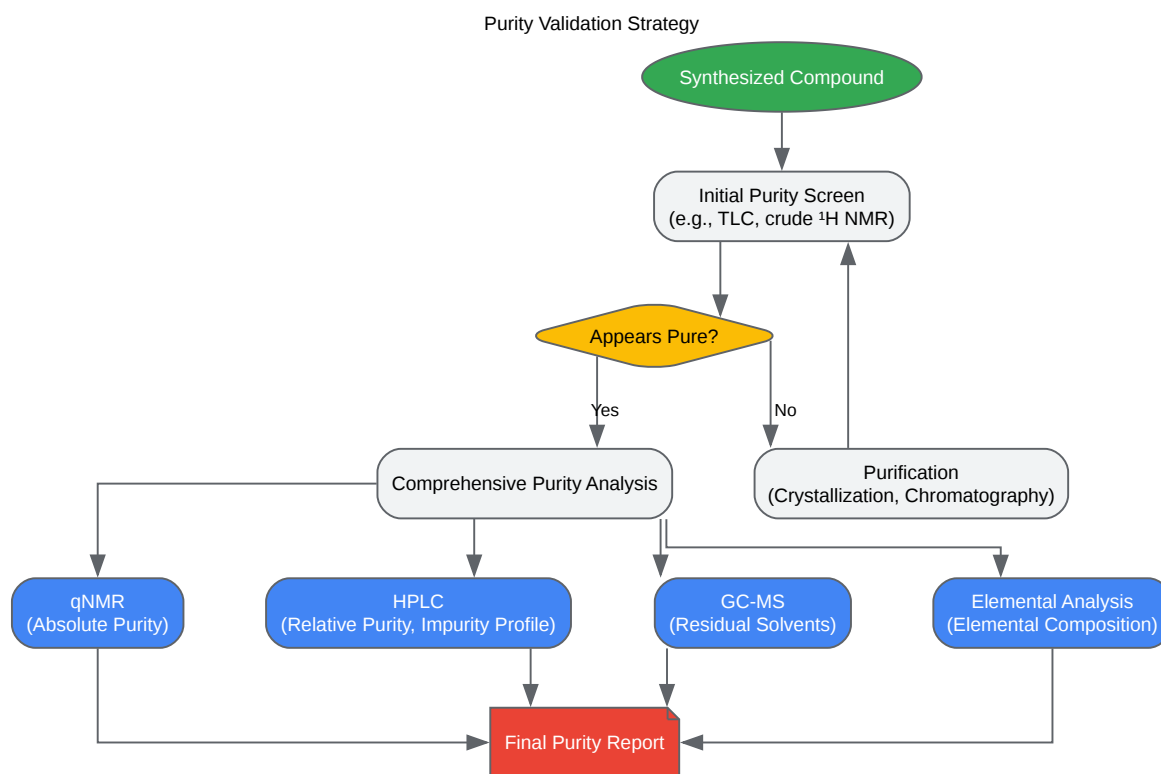 Purity Validation Strategy
Synthesized Compound
Initial Purity Screen
(e.g., TLC, crude ¹H NMR)
Appears Pure?
Yes
No
Comprehensive Purity Analysis
Purification
(Crystallization, Chromatography)
qNMR
(Absolute Purity)
HPLC
(Relative Purity, Impurity Profile)
GC-MS
(Residual Solvents)
Elemental Analysis
(Elemental Composition)
Final Purity Report